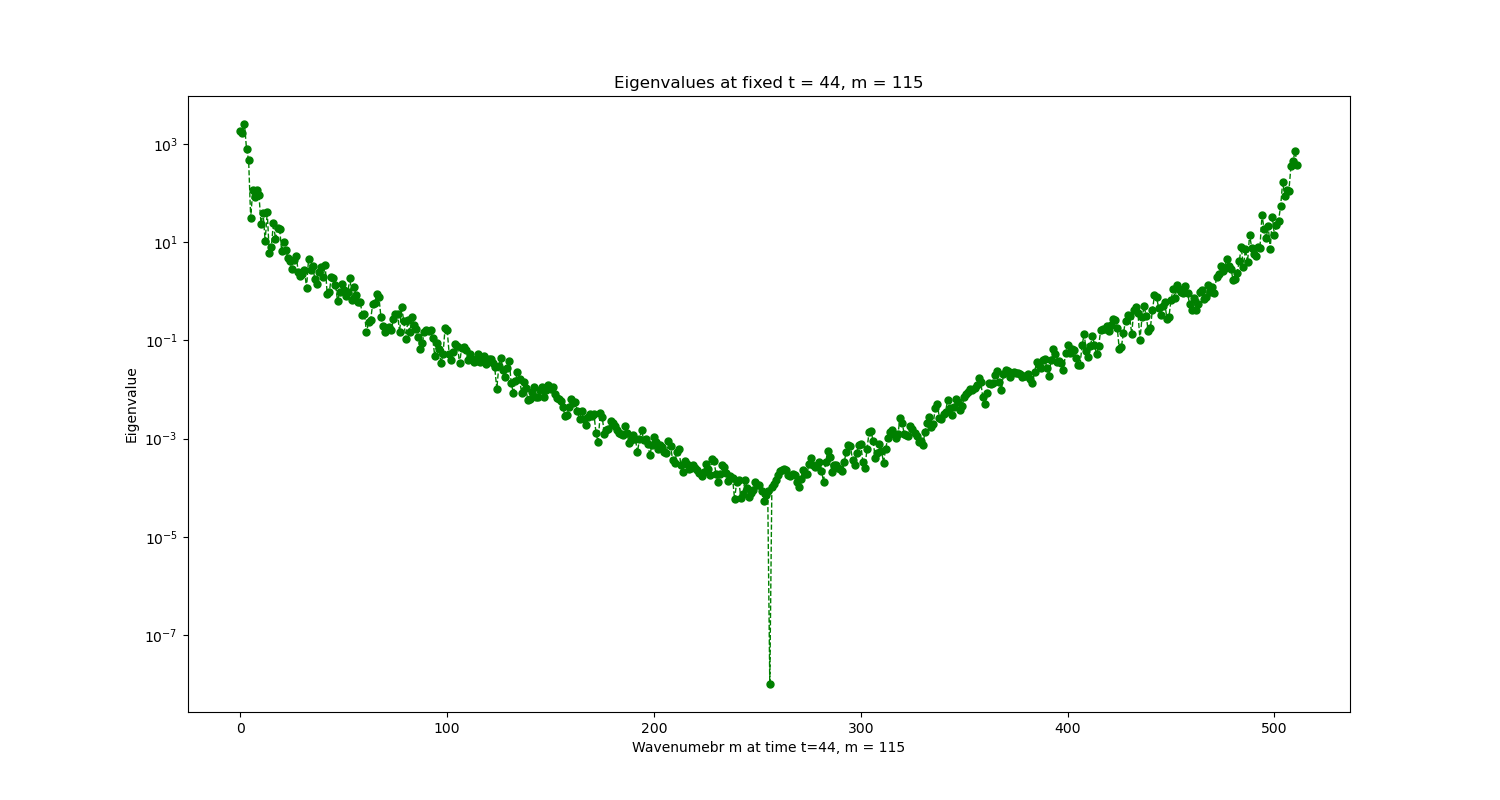 Eigenvalues at fixed t = 44, m = 115
Eigenvalue
10^3
10^1
10^-1
10^-3
10^-5
10^-7
0 100 200 300 400 500
Wavenumebr m at time t=44, m = 115